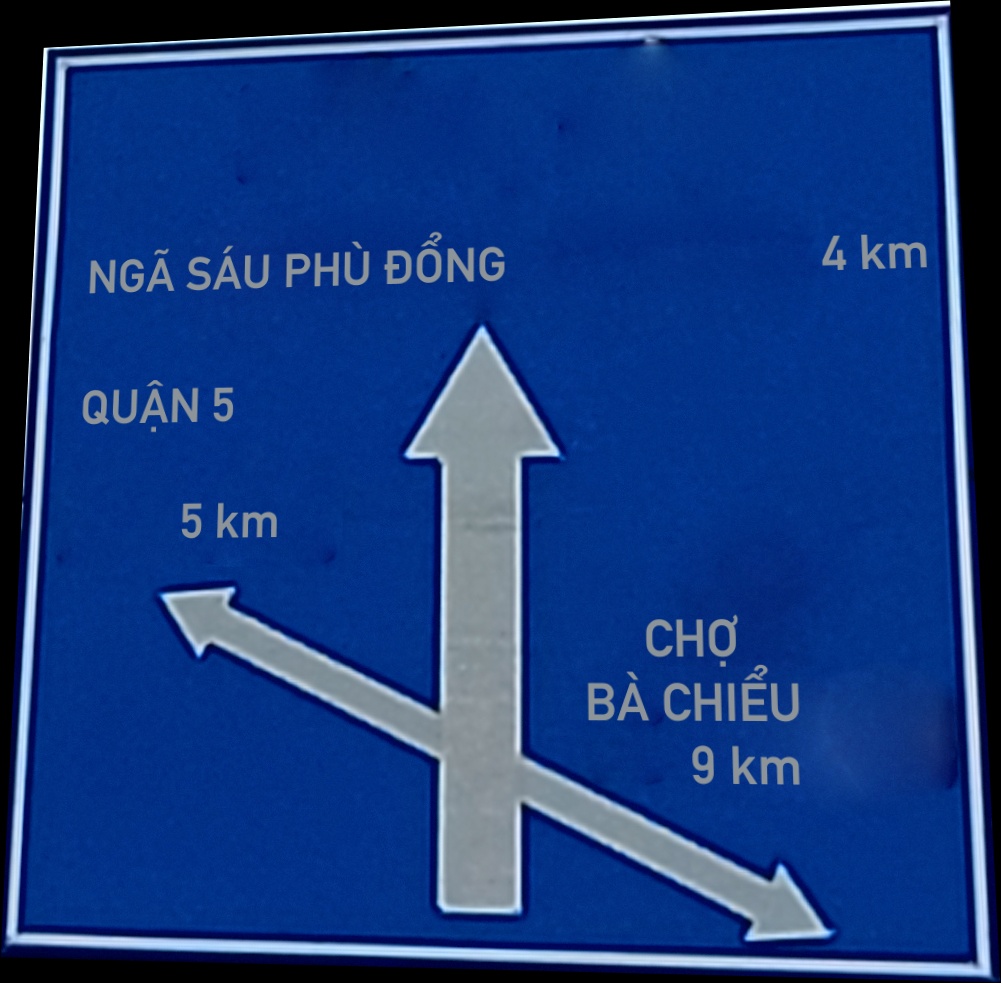 NGÃ SÁU PHÙ ĐỔNG 4 km
QUẬN 5
5 km
CHỢ
BÀ CHIỂU
9 km